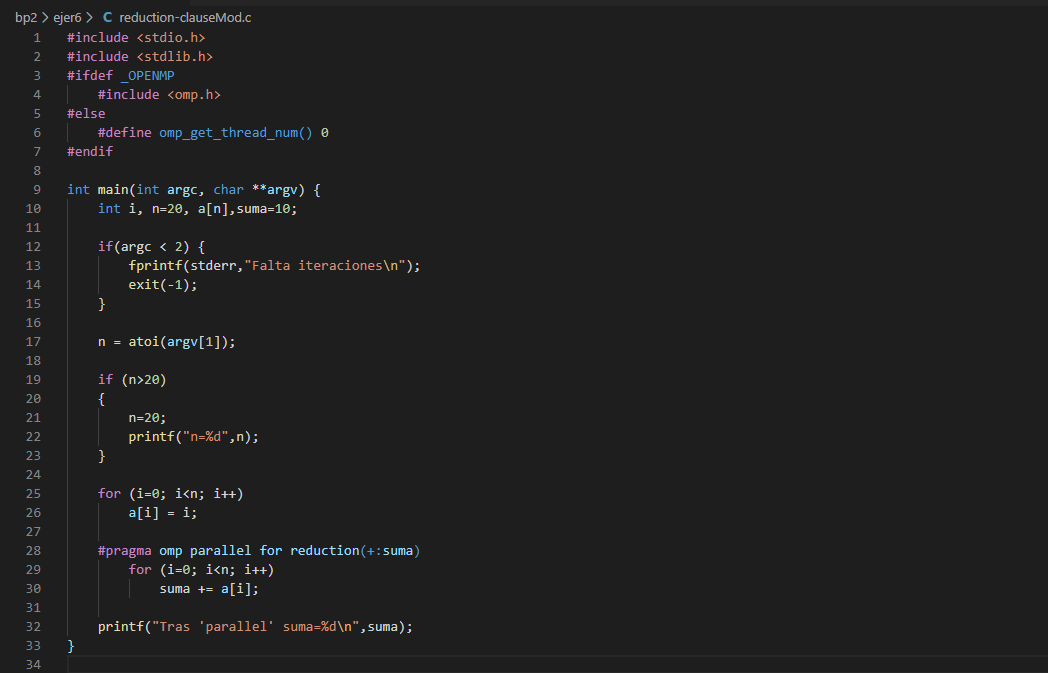 bp2 > ejer6 > C reduction-clauseMod.c
1 #include <stdio.h>
2 #include <stdlib.h>
3 #ifdef _OPENMP
4     #include <omp.h>
5 #else
6     #define omp_get_thread_num() 0
7 #endif
8
9 int main(int argc, char **argv) {
10     int i, n=20, a[n],suma=10;
11
12     if(argc < 2) {
13         fprintf(stderr,"Falta iteraciones\n");
14         exit(-1);
15     }
16
17     n = atoi(argv[1]);
18
19     if (n>20)
20     {
21         n=20;
22         printf("n=%d",n);
23     }
24
25     for (i=0; i<n; i++)
26         a[i] = i;
27
28     #pragma omp parallel for reduction(+:suma)
29         for (i=0; i<n; i++)
30             suma += a[i];
31
32     printf("Tras 'parallel' suma=%d\n",suma);
33 }
34